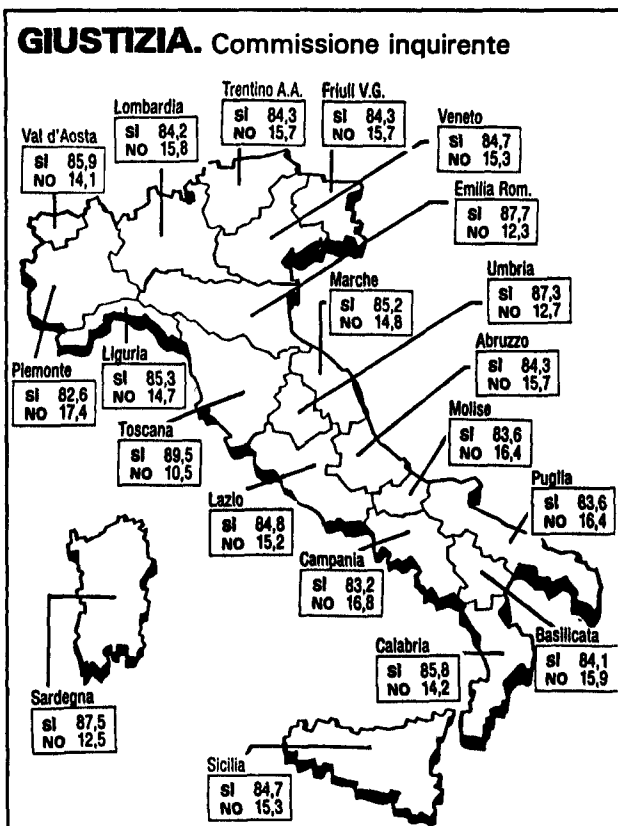 GIUSTIZIA. Commissione inquirente
Trentino A.A.
SÌ 84,3
NO 15,7
Friuli V.G.
SÌ 84,3
NO 15,7
Lombardia
SÌ 84,2
NO 15,8
Veneto
SÌ 84,7
NO 15,3
Val d'Aosta
SÌ 85,9
NO 14,1
Emilia Rom.
SÌ 87,7
NO 12,3
Umbria
SÌ 87,3
NO 12,7
Marche
SÌ 85,2
NO 14,8
Abruzzo
SÌ 84,3
NO 15,7
Liguria
SÌ 85,3
NO 14,7
Piemonte
SÌ 82,6
NO 17,4
Molise
SÌ 83,6
NO 16,4
Toscana
SÌ 89,5
NO 10,5
Puglia
SÌ 83,6
NO 16,4
Lazio
SÌ 84,8
NO 15,2
Campania
SÌ 83,2
NO 16,8
Basilicata
SÌ 84,1
NO 15,9
Calabria
SÌ 85,8
NO 14,2
Sardegna
SÌ 87,5
NO 12,5
Sicilia
SÌ 84,7
NO 15,3